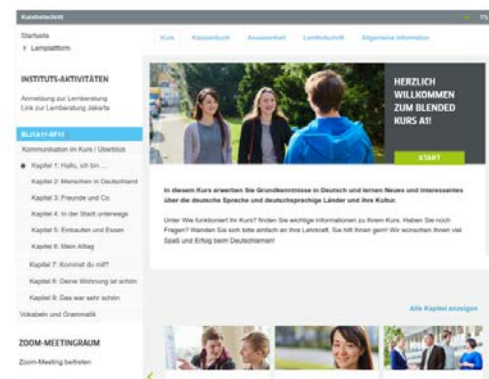 Kursfortschritt
1%
Startseite
Lernplattform
Kurs
Klassenbuch
Anwesenheit
Lernfortschritt
Allgemeine Information
INSTITUTS-AKTIVITÄTEN
Anmeldung zur Lernberatung
Link zur Lernberatung Jakarta
Kommunikation im Kurs / Überblick
Kapitel 1: Hallo, ich bin ...
Kapitel 2: Menschen in Deutschland
Kapitel 3: Freunde und Co.
Kapitel 4: In der Stadt unterwegs
Kapitel 5: Einkaufen und Essen
Kapitel 6: Mein Alltag
Kapitel 7: Kommst du mit?
Kapitel 8: Deine Wohnung ist schön
Kapitel 9: Das war sehr schön
Vokabeln und Grammatik
ZOOM-MEETINGRAUM
Zoom-Meeting beitreten
HERZLICH
WILLKOMMEN
ZUM BLENDED
KURS A1!
START
In diesem Kurs erwerben Sie Grundkenntnisse in Deutsch und lernen Neues und Interessantes
über die deutsche Sprache und deutschsprachige Länder und ihre Kultur.
Unter Wie funktioniert Ihr Kurs? finden Sie wichtige Informationen zu Ihrem Kurs. Haben Sie noch
Fragen? Wenden Sie sich bitte einfach an Ihre Lehrkraft. Sie hilft Ihnen gern! Wir wünschen Ihnen viel
Spaß und Erfolg beim Deutschlernen!
Alle Kapitel anzeigen